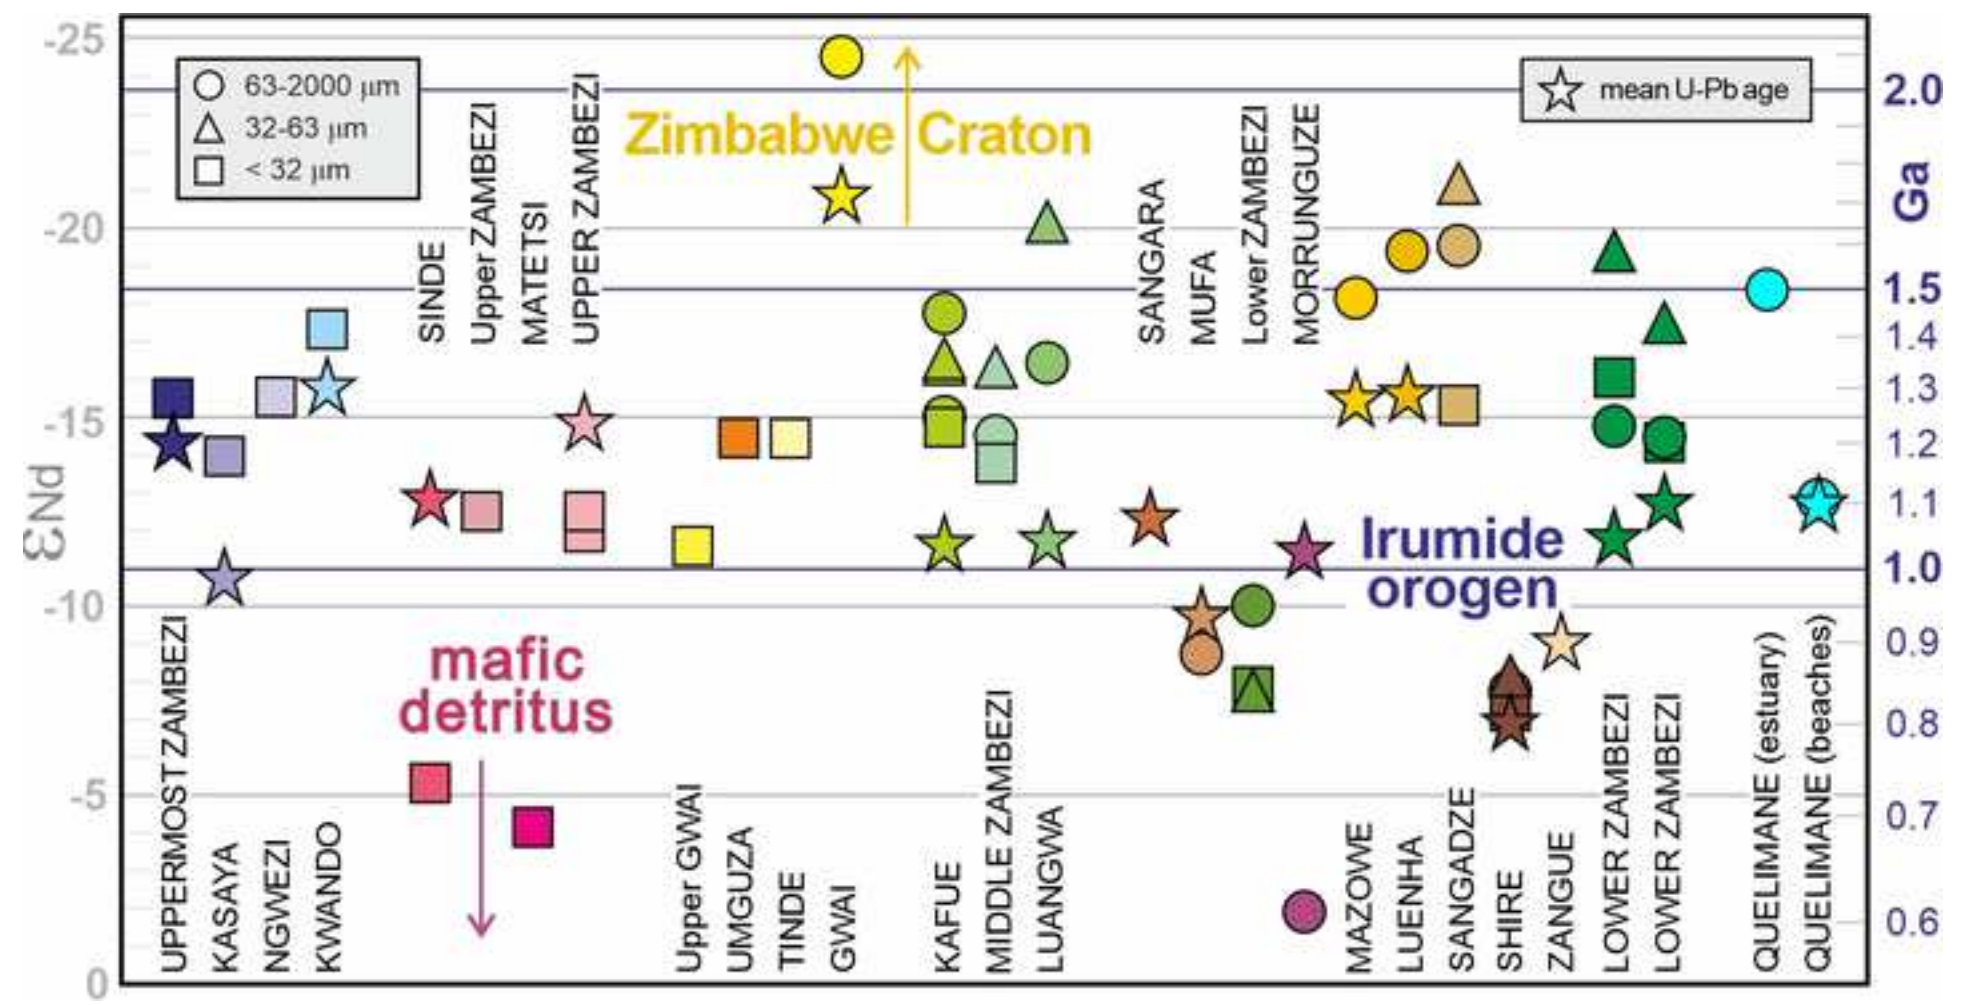 -25
-20
-15
-10
-5
0
εNd
63-2000 μm
32-63 μm
< 32 μm
mean U-Pb age
2.0
Ga
1.5
1.4
1.3
1.2
1.1
1.0
0.9
0.8
0.7
0.6
Zimbabwe Craton
mafic
detritus
Irumide
orogen
UPPERMOST ZAMBEZI
KASAYA
NGWEZI
KWANDO
SINDE
Upper ZAMBEZI
MATETSI
UPPER ZAMBEZI
Upper GWAI
UMGUZA
TINDE
GWAI
KAFUE
MIDDLE ZAMBEZI
LUANGWA
SANGARA
MUFA
Lower ZAMBEZI
MORRUNGUZE
MAZOWE
LUENHA
SANGADZE
SHIRE
ZANGUE
LOWER ZAMBEZI
LOWER ZAMBEZI
QUELIMANE (estuary)
QUELIMANE (beaches)